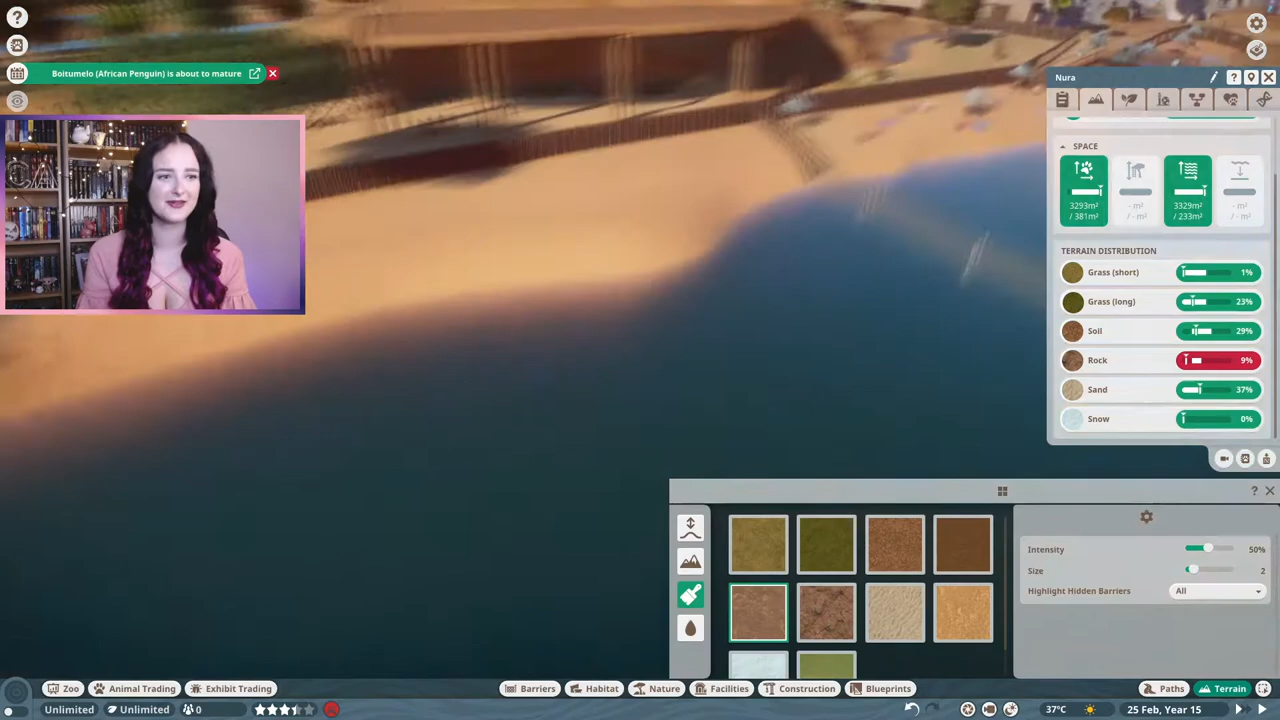 Boitumelo (African Penguin) is about to mature
Nura
SPACE
3293m² / 381m²
- m² / - m²
3329m² / 233m²
- m² / - m²
TERRAIN DISTRIBUTION
Grass (short) 1%
Grass (long) 23%
Soil 29%
Rock 9%
Sand 37%
Snow 0%
Intensity 50%
Size 2
Highlight Hidden Barriers All
Zoo Animal Trading Exhibit Trading Barriers Habitat Nature Facilities Construction Blueprints Paths Terrain
Unlimited Unlimited 0 37°C 25 Feb, Year 15